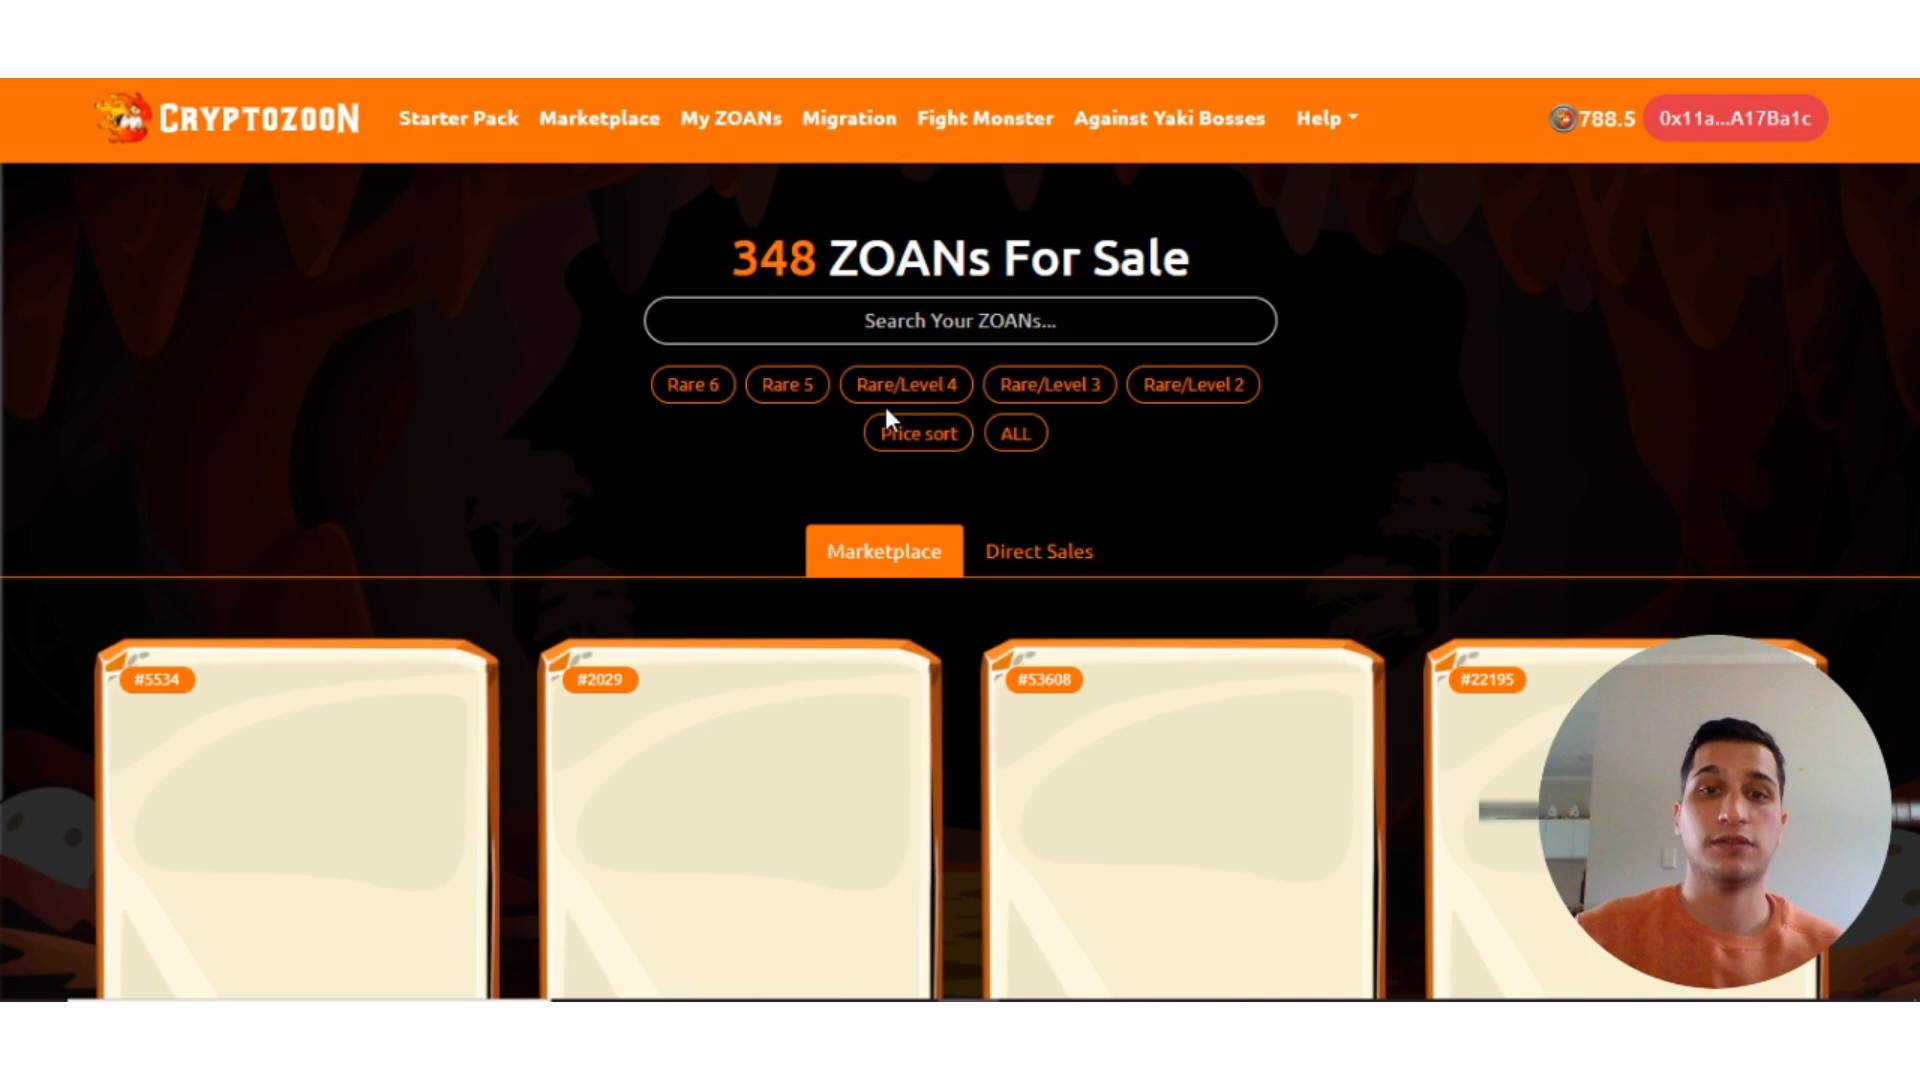 CRYPTOZOON Starter Pack Marketplace My ZOANs Migration Fight Monster Against Yaki Bosses Help 788.5 0x11a...A17Ba1c
348 ZOANs For Sale
Search Your ZOANs...
Rare 6 Rare 5 Rare/Level 4 Rare/Level 3 Rare/Level 2
Price sort ALL
Marketplace Direct Sales
#5534 #2029 #53608 #22195